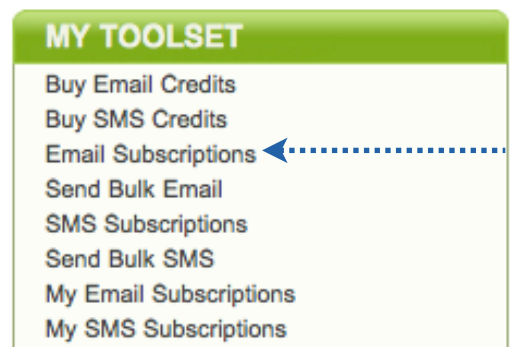 MY TOOLSET
Buy Email Credits
Buy SMS Credits
Email Subscriptions
Send Bulk Email
SMS Subscriptions
Send Bulk SMS
My Email Subscriptions
My SMS Subscriptions